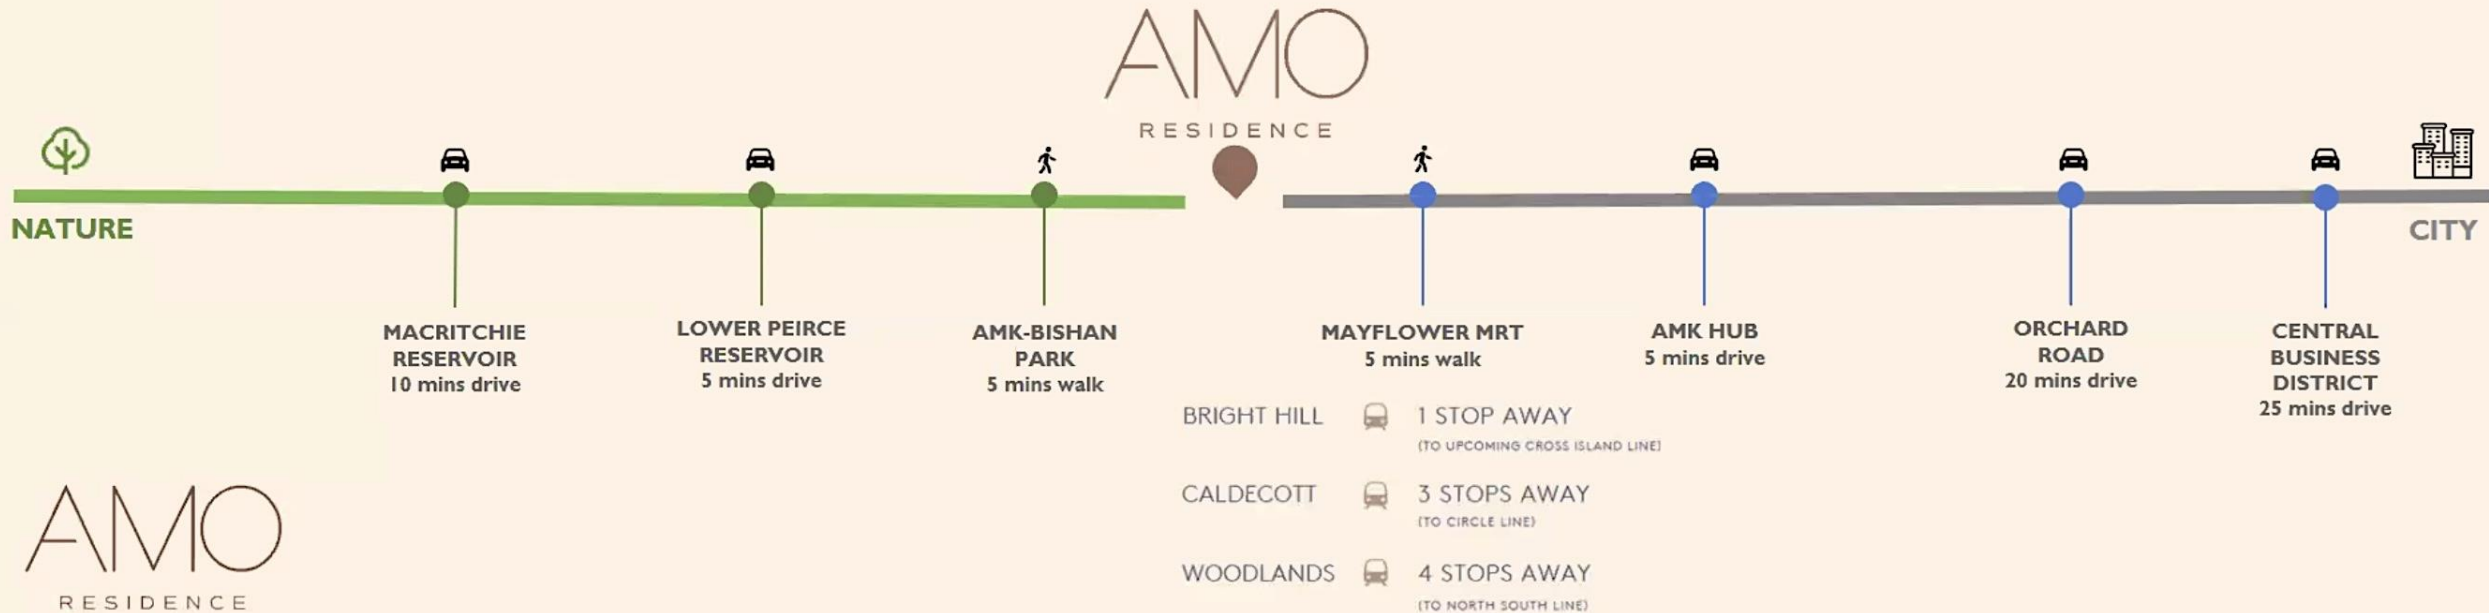 AMO
RESIDENCE
NATURE
CITY
MACRITCHIE
RESERVOIR
10 mins drive
LOWER PEIRCE
RESERVOIR
5 mins drive
AMK-BISHAN
PARK
5 mins walk
MAYFLOWER MRT
5 mins walk
AMK HUB
5 mins drive
ORCHARD
ROAD
20 mins drive
CENTRAL
BUSINESS
DISTRICT
25 mins drive
BRIGHT HILL 1 STOP AWAY
(TO UPCOMING CROSS ISLAND LINE)
CALDECOTT 3 STOPS AWAY
(TO CIRCLE LINE)
WOODLANDS 4 STOPS AWAY
(TO NORTH SOUTH LINE)
AMO
RESIDENCE